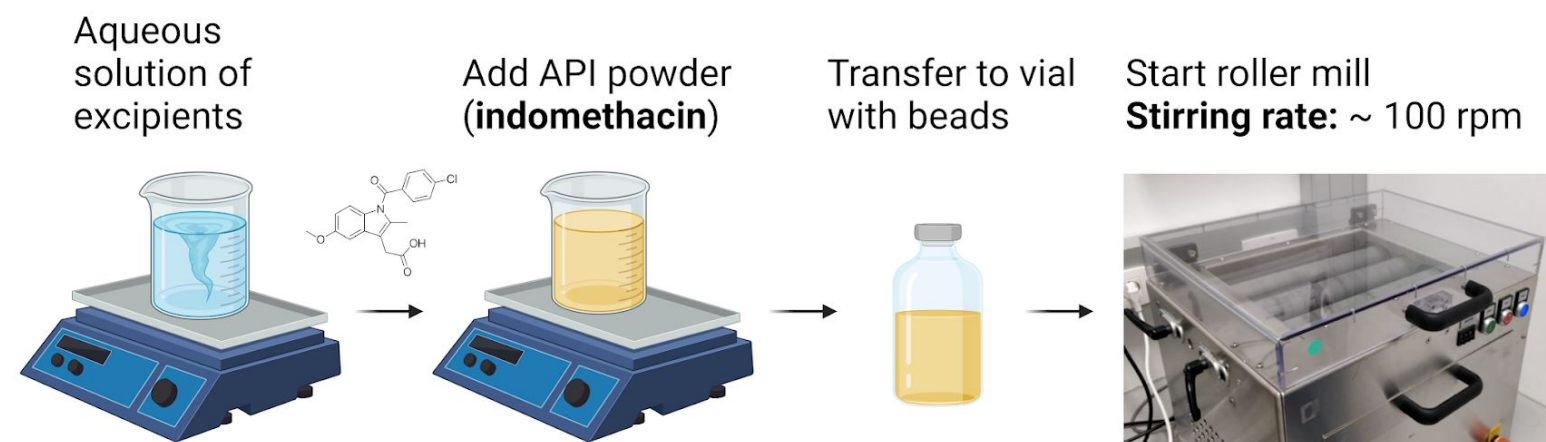 Aqueous
solution of
excipients
Add API powder
(indomethacin)
Transfer to vial
with beads
Start roller mill
Stirring rate: ~ 100 rpm
O
Cl
N
O
OH
O